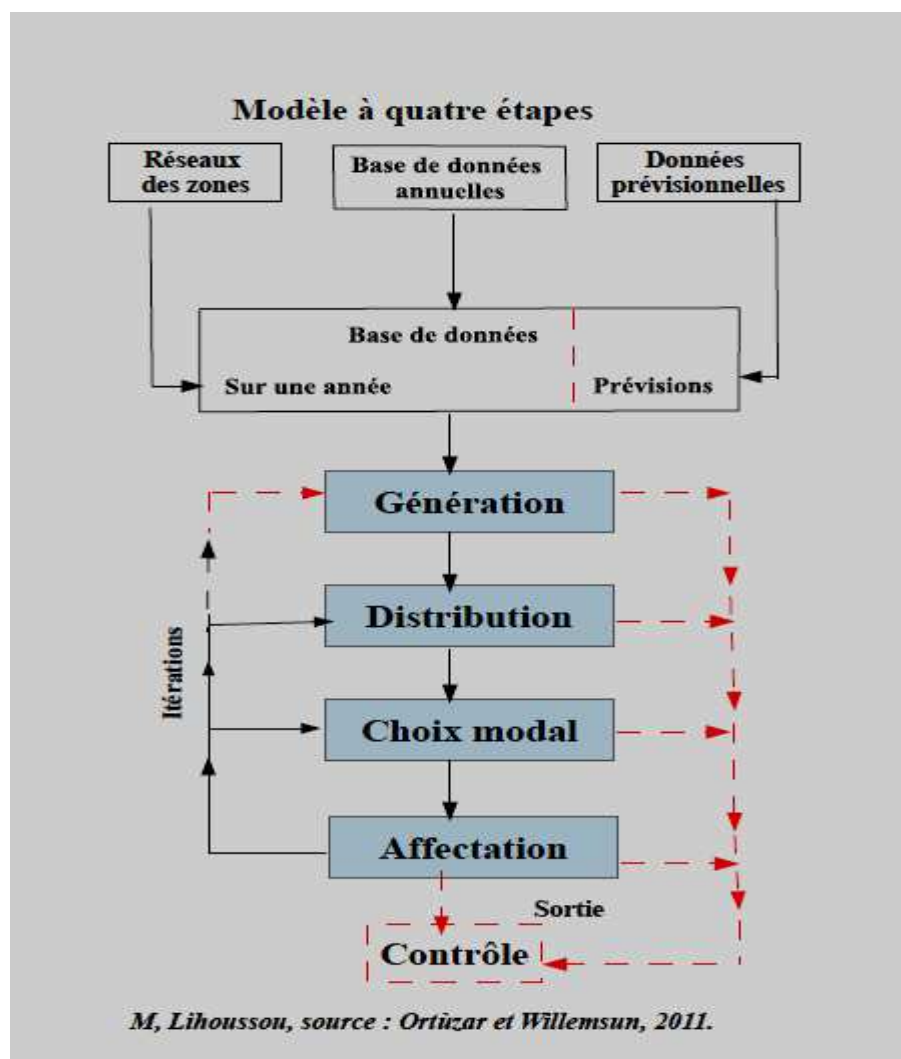 Modèle à quatre étapes
Réseaux
des zones
Base de données
annuelles
Données
prévisionnelles
Base de données
Sur une année
Prévisions
Génération
Distribution
Itérations
Choix modal
Affectation
Sortie
Contrôle
M, Lihoussou, source : Ortùzar et Willemsun, 2011.